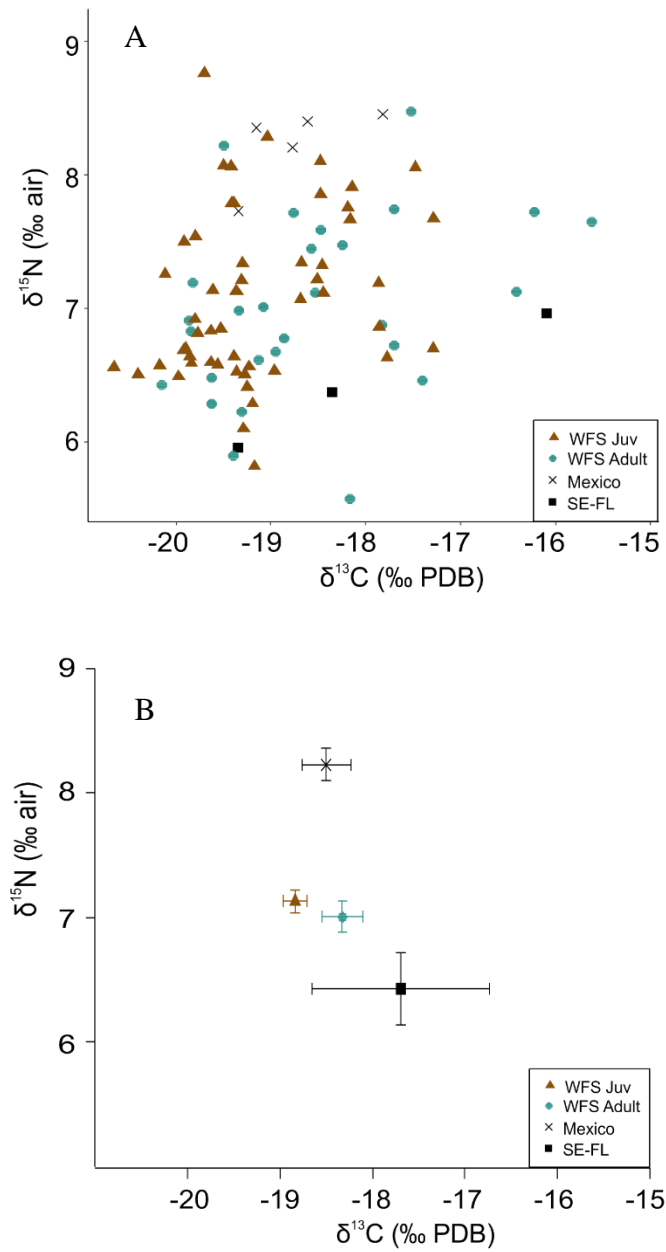 A
9
8
7
6
δ¹⁵N (‰ air)
-20 -19 -18 -17 -16 -15
δ¹³C (‰ PDB)
WFS Juv
WFS Adult
Mexico
SE-FL
B
9
8
7
6
δ¹⁵N (‰ air)
-20 -19 -18 -17 -16 -15
δ¹³C (‰ PDB)
WFS Juv
WFS Adult
Mexico
SE-FL